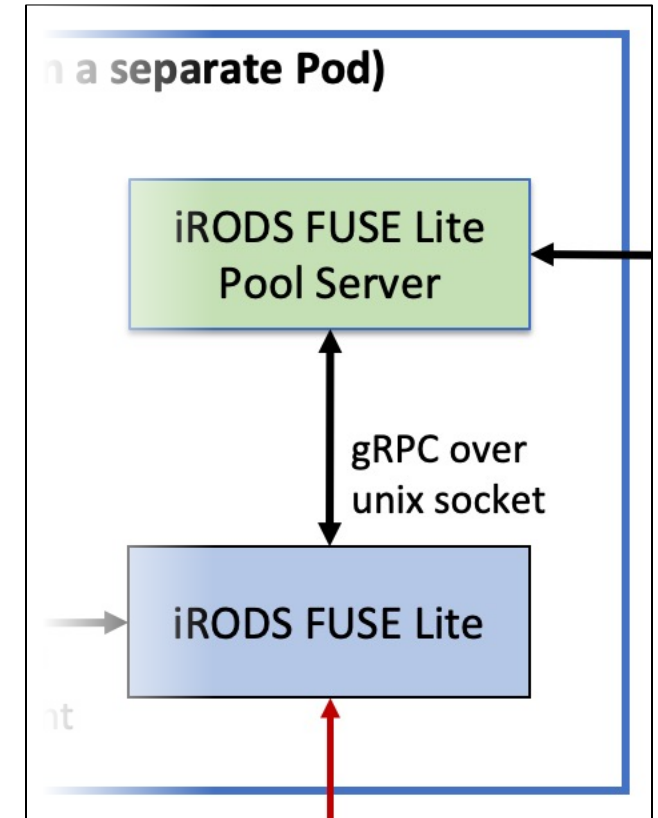 a separate Pod)
iRODS FUSE Lite
Pool Server
gRPC over
unix socket
iRODS FUSE Lite